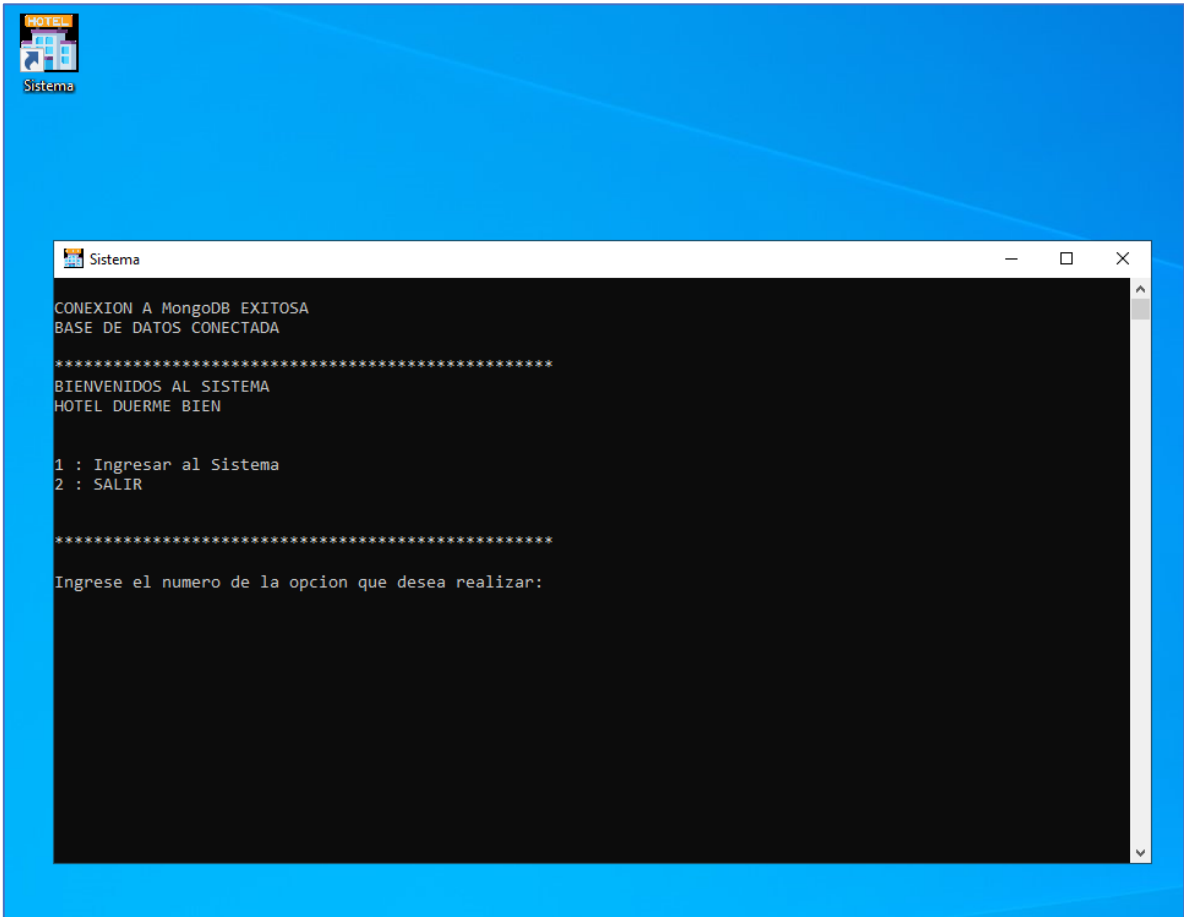 HOTEL
Sistema
Sistema
CONEXION A MongoDB EXITOSA
BASE DE DATOS CONECTADA
***************************************************
BIENVENIDOS AL SISTEMA
HOTEL DUERME BIEN
1 : Ingresar al Sistema
2 : SALIR
***************************************************
Ingrese el numero de la opcion que desea realizar: